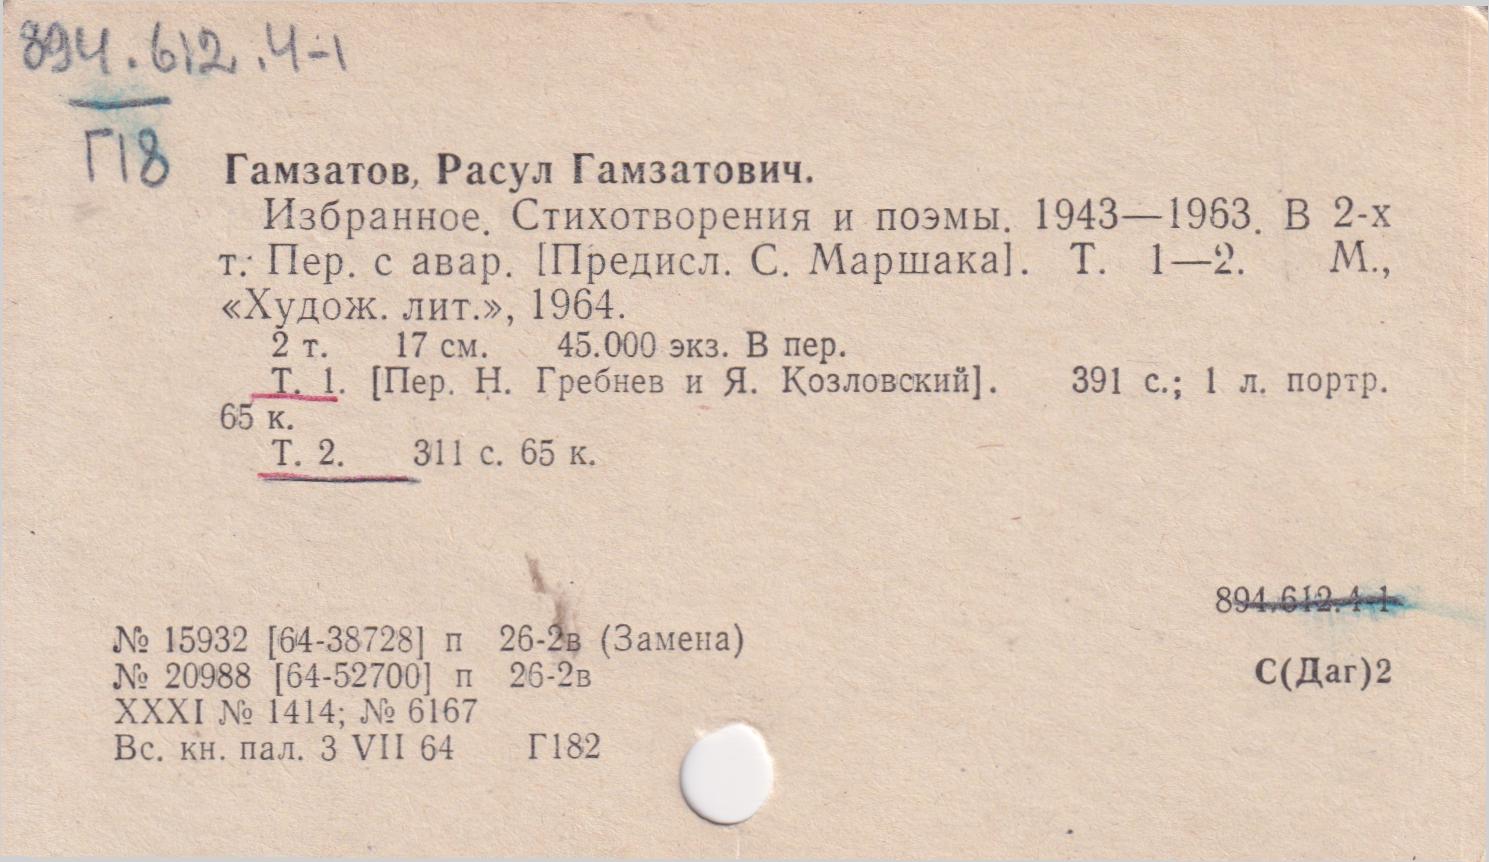 894.612.4-1
Г18
Гамзатов, Расул Гамзатович.
Избранное. Стихотворения и поэмы. 1943—1963. В 2-х
т. Пер. с авар. [Предисл. С. Маршака]. Т. 1—2. М.,
«Худож. лит.», 1964.
2 т. 17 см. 45.000 экз. В пер.
Т. 1. [Пер. Н. Гребнев и Я. Козловский]. 391 с.; 1 л. портр.
65 к.
Т. 2. 311 с. 65 к.
894.612.4-1
№ 15932 [64-38728] п 26-2в (Замена)
№ 20988 [64-52700] п 26-2в
С(Даг)2
XXXI № 1414; № 6167
Вс. кн. пал. 3 VII 64 Г182